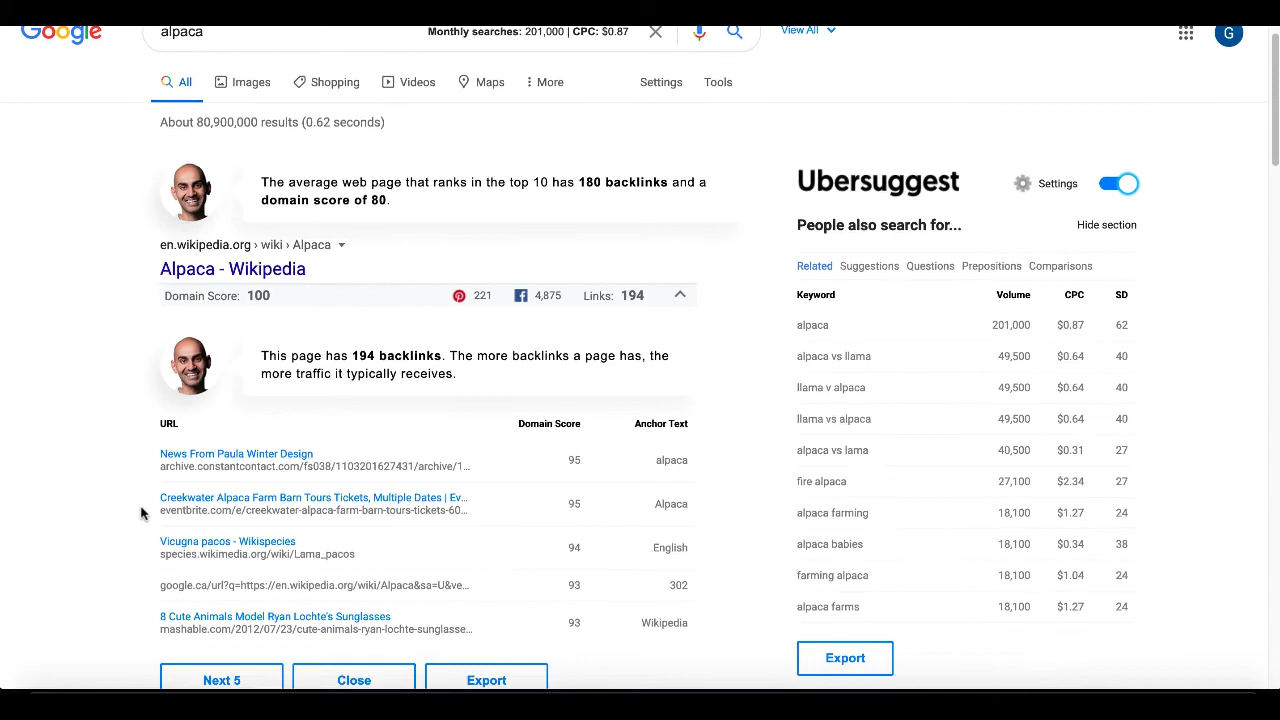 Google
alpaca
Monthly searches: 201,000 | CPC: $0.87
View All
G
All
Images
Shopping
Videos
Maps
More
Settings
Tools
About 80,900,000 results (0.62 seconds)
The average web page that ranks in the top 10 has 180 backlinks and a
domain score of 80.
en.wikipedia.org › wiki › Alpaca
Alpaca - Wikipedia
Domain Score: 100
221
4,875
Links: 194
This page has 194 backlinks. The more backlinks a page has, the
more traffic it typically receives.
URL Domain Score Anchor Text
News From Paula Winter Design
archive.constantcontact.com/fs038/1103201627431/archive/1...
95 alpaca
Creekwater Alpaca Farm Barn Tours Tickets, Multiple Dates | Ev...
eventbrite.com/e/creekwater-alpaca-farm-barn-tours-tickets-60...
95 Alpaca
Vicugna pacos - Wikispecies
species.wikimedia.org/wiki/Lama_pacos
94 English
google.ca/url?q=https://en.wikipedia.org/wiki/Alpaca&sa=U&ve... 93 302
8 Cute Animals Model Ryan Lochte's Sunglasses
mashable.com/2012/07/23/cute-animals-ryan-lochte-sunglasse...
93 Wikipedia
Next 5
Close
Export
Ubersuggest
Settings
People also search for...
Hide section
Related Suggestions Questions Prepositions Comparisons
Keyword Volume CPC SD
alpaca 201,000 $0.87 62
alpaca vs llama 49,500 $0.64 40
llama v alpaca 49,500 $0.64 40
llama vs alpaca 49,500 $0.64 40
alpaca vs lama 40,500 $0.31 27
fire alpaca 27,100 $2.34 27
alpaca farming 18,100 $1.27 24
alpaca babies 18,100 $0.34 38
farming alpaca 18,100 $1.04 24
alpaca farms 18,100 $1.27 24
Export